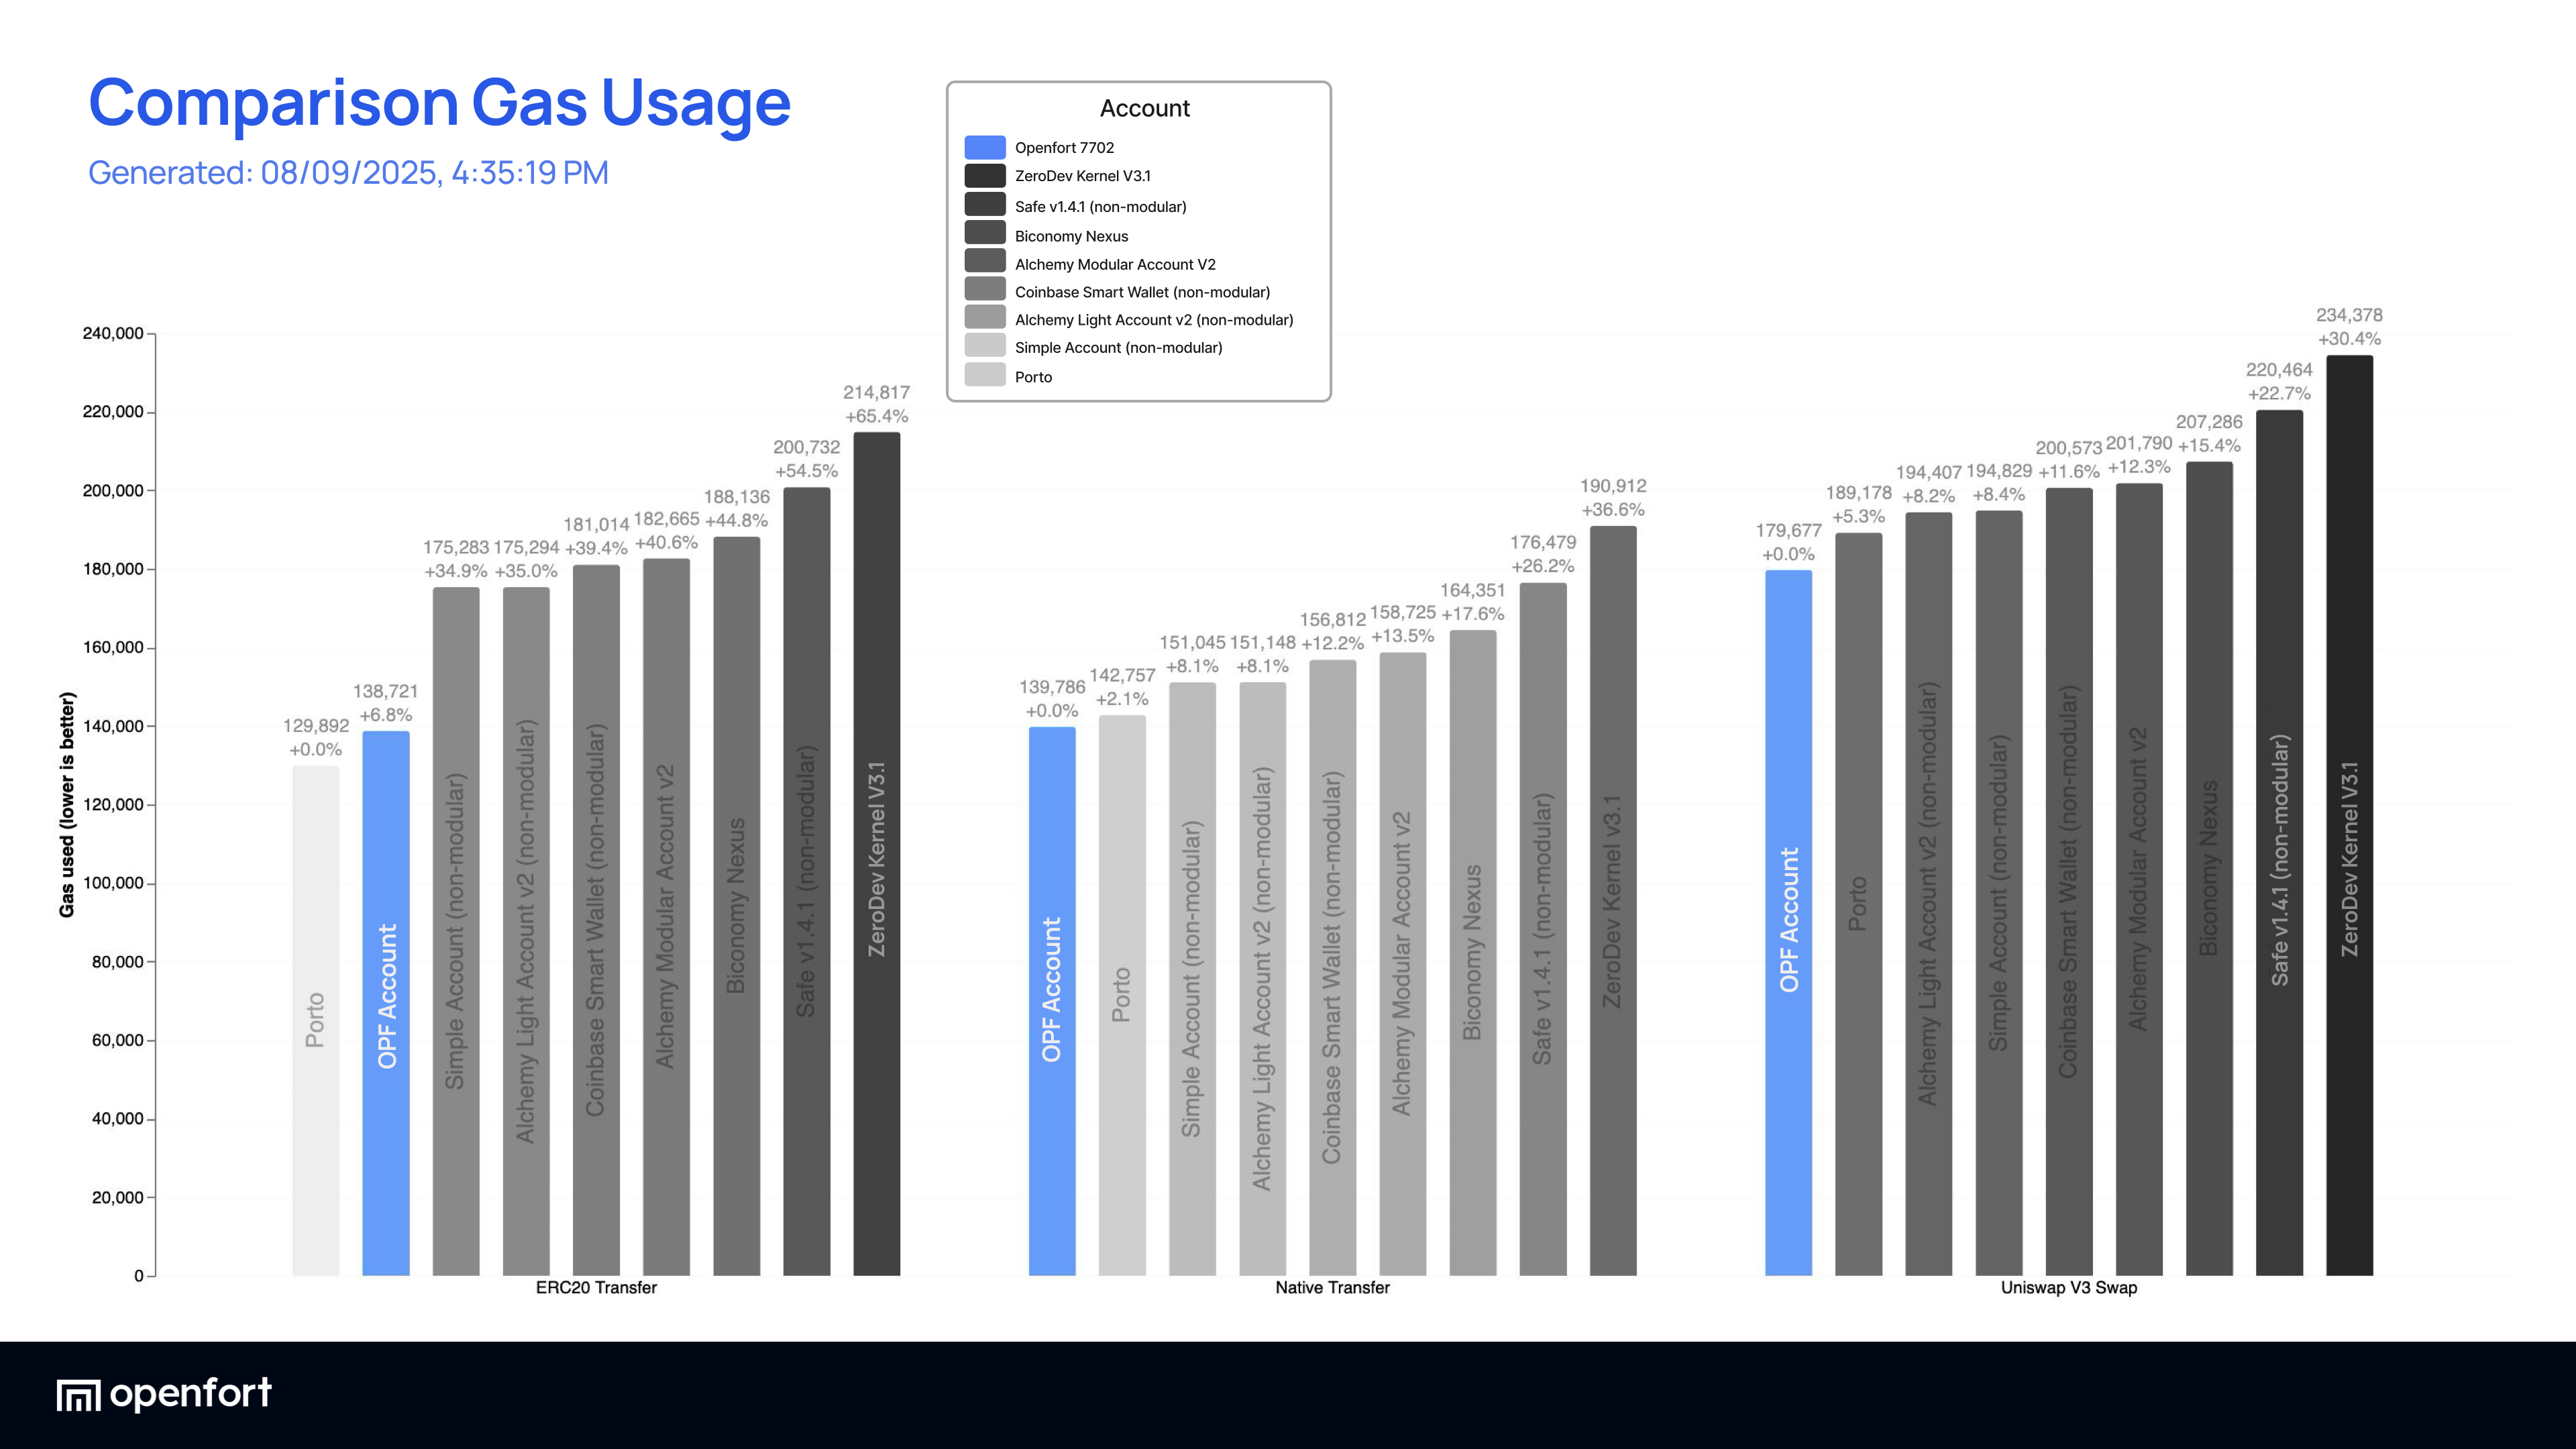 Comparison Gas Usage
Generated: 08/09/2025, 4:35:19 PM
Account
Openfort 7702
ZeroDev Kernel V3.1
Safe v1.4.1 (non-modular)
Biconomy Nexus
Alchemy Modular Account V2
Coinbase Smart Wallet (non-modular)
Alchemy Light Account v2 (non-modular)
Simple Account (non-modular)
Porto
Gas used (lower is better)
240,000
220,000
200,000
180,000
160,000
140,000
120,000
100,000
80,000
60,000
40,000
20,000
0
129,892
+0.0%
Porto
138,721
+6.8%
OPF Account
175,283
+34.9%
Simple Account (non-modular)
175,294
+35.0%
Alchemy Light Account v2 (non-modular)
181,014
+39.4%
Coinbase Smart Wallet (non-modular)
182,665
+40.6%
Alchemy Modular Account v2
188,136
+44.8%
Biconomy Nexus
200,732
+54.5%
Safe v1.4.1 (non-modular)
214,817
+65.4%
ZeroDev Kernel V3.1
ERC20 Transfer
139,786
+0.0%
OPF Account
142,757
+2.1%
Porto
151,045
+8.1%
Simple Account (non-modular)
151,148
+8.1%
Alchemy Light Account v2 (non-modular)
156,812
+12.2%
Coinbase Smart Wallet (non-modular)
158,725
+13.5%
Alchemy Modular Account v2
164,351
+17.6%
Biconomy Nexus
176,479
+26.2%
Safe v1.4.1 (non-modular)
190,912
+36.6%
ZeroDev Kernel v3.1
Native Transfer
179,677
+0.0%
OPF Account
189,178
+5.3%
Porto
194,407
+8.2%
Alchemy Light Account v2 (non-modular)
194,829
+8.4%
Simple Account (non-modular)
200,573
+11.6%
Coinbase Smart Wallet (non-modular)
201,790
+12.3%
Alchemy Modular Account v2
207,286
+15.4%
Biconomy Nexus
220,464
+22.7%
Safe v1.4.1 (non-modular)
234,378
+30.4%
ZeroDev Kernel V3.1
Uniswap V3 Swap
openfort